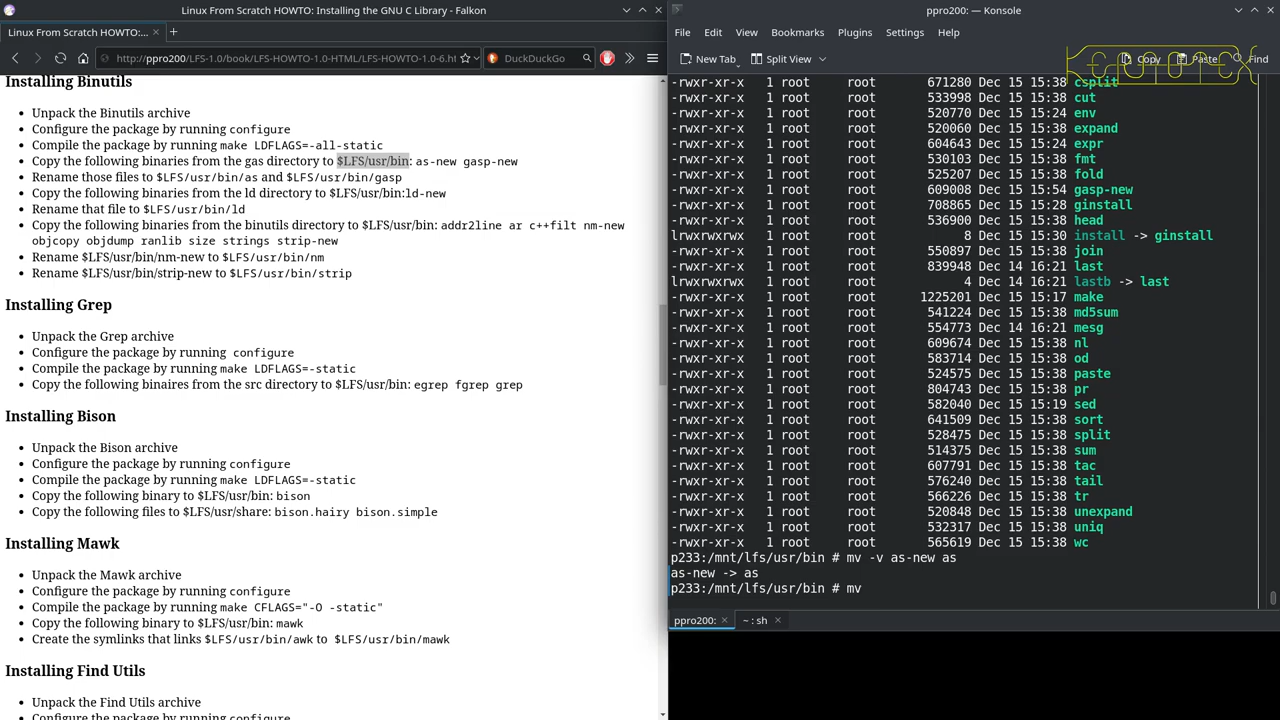 Linux From Scratch HOWTO: Installing the GNU C Library - Falkon
Linux From Scratch HOWTO:...
http://ppro200/LFS-1.0/book/LFS-HOWTO-1.0-HTML/LFS-HOWTO-1.0-6.ht
DuckDuckGo
Installing Binutils
Unpack the Binutils archive
Configure the package by running configure
Compile the package by running make LDFLAGS=-all-static
Copy the following binaries from the gas directory to $LFS/usr/bin: as-new gasp-new
Rename those files to $LFS/usr/bin/as and $LFS/usr/bin/gasp
Copy the following binaries from the ld directory to $LFS/usr/bin:ld-new
Rename that file to $LFS/usr/bin/ld
Copy the following binaries from the binutils directory to $LFS/usr/bin: addr2line ar c++filt nm-new
objcopy objdump ranlib size strings strip-new
Rename $LFS/usr/bin/nm-new to $LFS/usr/bin/nm
Rename $LFS/usr/bin/strip-new to $LFS/usr/bin/strip
Installing Grep
Unpack the Grep archive
Configure the package by running configure
Compile the package by running make LDFLAGS=-static
Copy the following binaires from the src directory to $LFS/usr/bin: egrep fgrep grep
Installing Bison
Unpack the Bison archive
Configure the package by running configure
Compile the package by running make LDFLAGS=-static
Copy the following binary to $LFS/usr/bin: bison
Copy the following files to $LFS/usr/share: bison.hairy bison.simple
Installing Mawk
Unpack the Mawk archive
Configure the package by running configure
Compile the package by running make CFLAGS="-O -static"
Copy the following binary to $LFS/usr/bin: mawk
Create the symlinks that links $LFS/usr/bin/awk to $LFS/usr/bin/mawk
Installing Find Utils
Unpack the Find Utils archive
Configure the package by running configure
ppro200: — Konsole
File Edit View Bookmarks Plugins Settings Help
New Tab Split View Copy Paste Find
-rwxr-xr-x 1 root root 671280 Dec 15 15:38 csplit
-rwxr-xr-x 1 root root 533998 Dec 15 15:38 cut
-rwxr-xr-x 1 root root 520770 Dec 15 15:24 env
-rwxr-xr-x 1 root root 520060 Dec 15 15:38 expand
-rwxr-xr-x 1 root root 564438 Dec 15 15:24 expr
-rwxr-xr-x 1 root root 530103 Dec 15 15:38 fmt
-rwxr-xr-x 1 root root 525207 Dec 15 15:38 fold
-rwxr-xr-x 1 root root 609008 Dec 15 15:54 gasp-new
-rwxr-xr-x 1 root root 708865 Dec 15 15:28 ginstall
-rwxr-xr-x 1 root root 536900 Dec 15 15:38 head
lrwxrwxrwx 1 root root 8 Dec 15 15:30 install -> ginstall
-rwxr-xr-x 1 root root 550897 Dec 15 15:38 join
-rwxr-xr-x 1 root root 839948 Dec 14 16:21 last
lrwxrwxrwx 1 root root 4 Dec 14 16:21 lastb -> last
-rwxr-xr-x 1 root root 1225201 Dec 15 15:17 make
-rwxr-xr-x 1 root root 541224 Dec 15 15:38 md5sum
-rwxr-xr-x 1 root root 554773 Dec 14 16:21 mesg
-rwxr-xr-x 1 root root 609674 Dec 15 15:38 nl
-rwxr-xr-x 1 root root 583714 Dec 15 15:38 od
-rwxr-xr-x 1 root root 524575 Dec 15 15:38 paste
-rwxr-xr-x 1 root root 804743 Dec 15 15:38 pr
-rwxr-xr-x 1 root root 582040 Dec 15 15:19 sed
-rwxr-xr-x 1 root root 641509 Dec 15 15:38 sort
-rwxr-xr-x 1 root root 528475 Dec 15 15:38 split
-rwxr-xr-x 1 root root 514375 Dec 15 15:38 sum
-rwxr-xr-x 1 root root 607791 Dec 15 15:38 tac
-rwxr-xr-x 1 root root 576240 Dec 15 15:38 tail
-rwxr-xr-x 1 root root 566226 Dec 15 15:38 tr
-rwxr-xr-x 1 root root 520848 Dec 15 15:38 unexpand
-rwxr-xr-x 1 root root 532317 Dec 15 15:38 uniq
-rwxr-xr-x 1 root root 565619 Dec 15 15:38 wc
p233:/mnt/lfs/usr/bin # mv -v as-new as
as-new -> as
p233:/mnt/lfs/usr/bin # mv
ppro200: ~ : sh